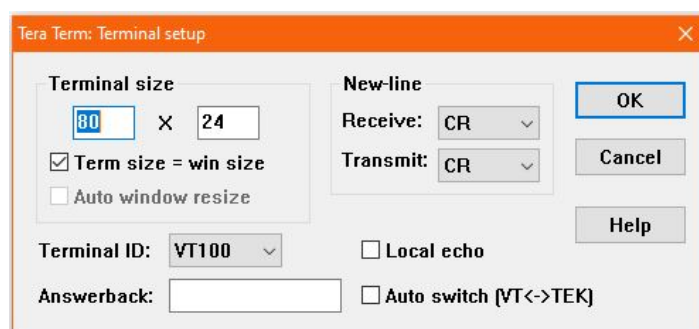 Tera Term: Terminal setup
Terminal size
80 X 24
Term size = win size
Auto window resize
New-line
Receive: CR
Transmit: CR
OK
Cancel
Help
Terminal ID: VT100
Local echo
Answerback:
Auto switch (VT<->TEK)